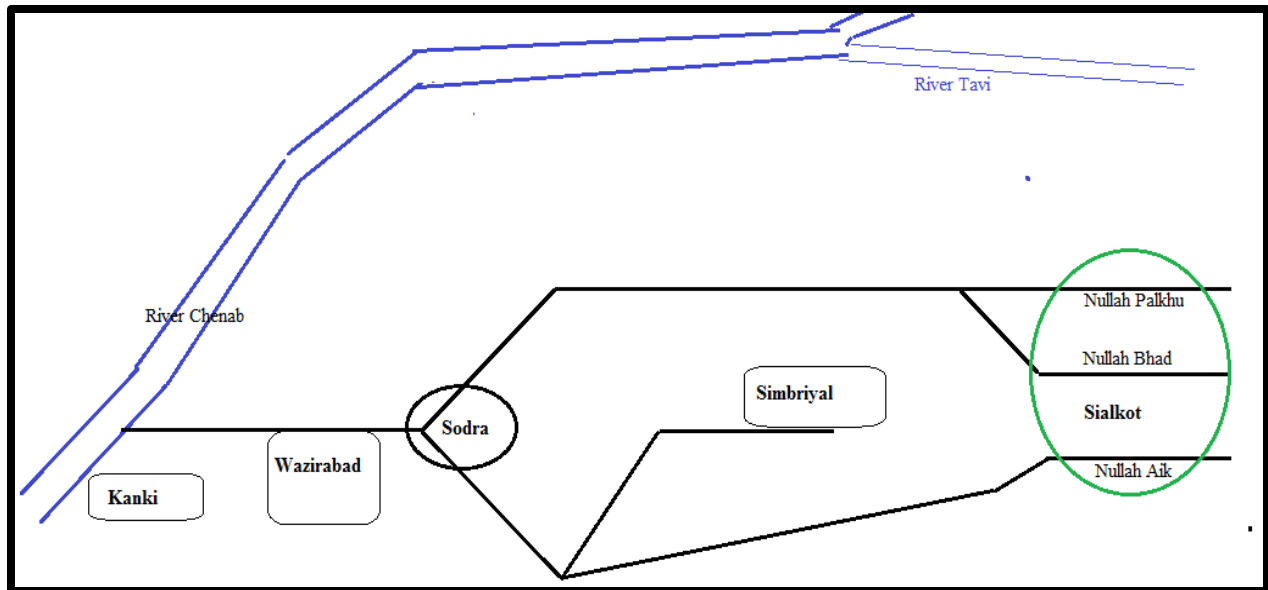 River Tavi
River Chenab
Nullah Palkhu
Nullah Bhad
Simbriyal
Sialkot
Sodra
Wazirabad
Nullah Aik
Kanki